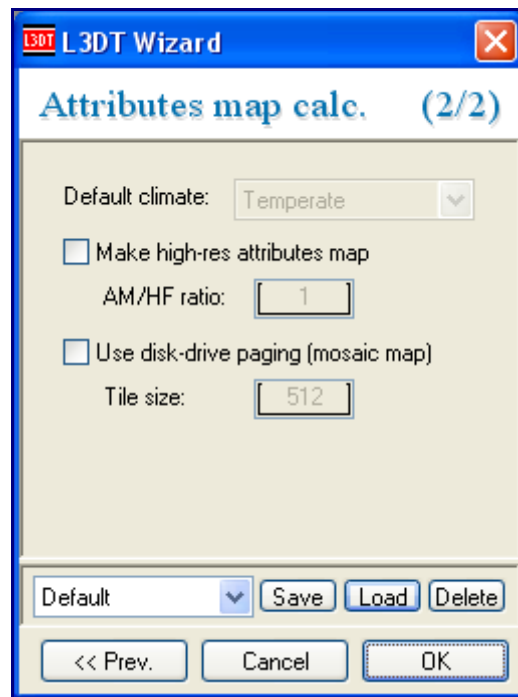 L3DT L3DT Wizard
Attributes map calc. (2/2)
Default climate: Temperate
Make high-res attributes map
AM/HF ratio: [ 1 ]
Use disk-drive paging (mosaic map)
Tile size: [ 512 ]
Default Save Load Delete
<< Prev. Cancel OK